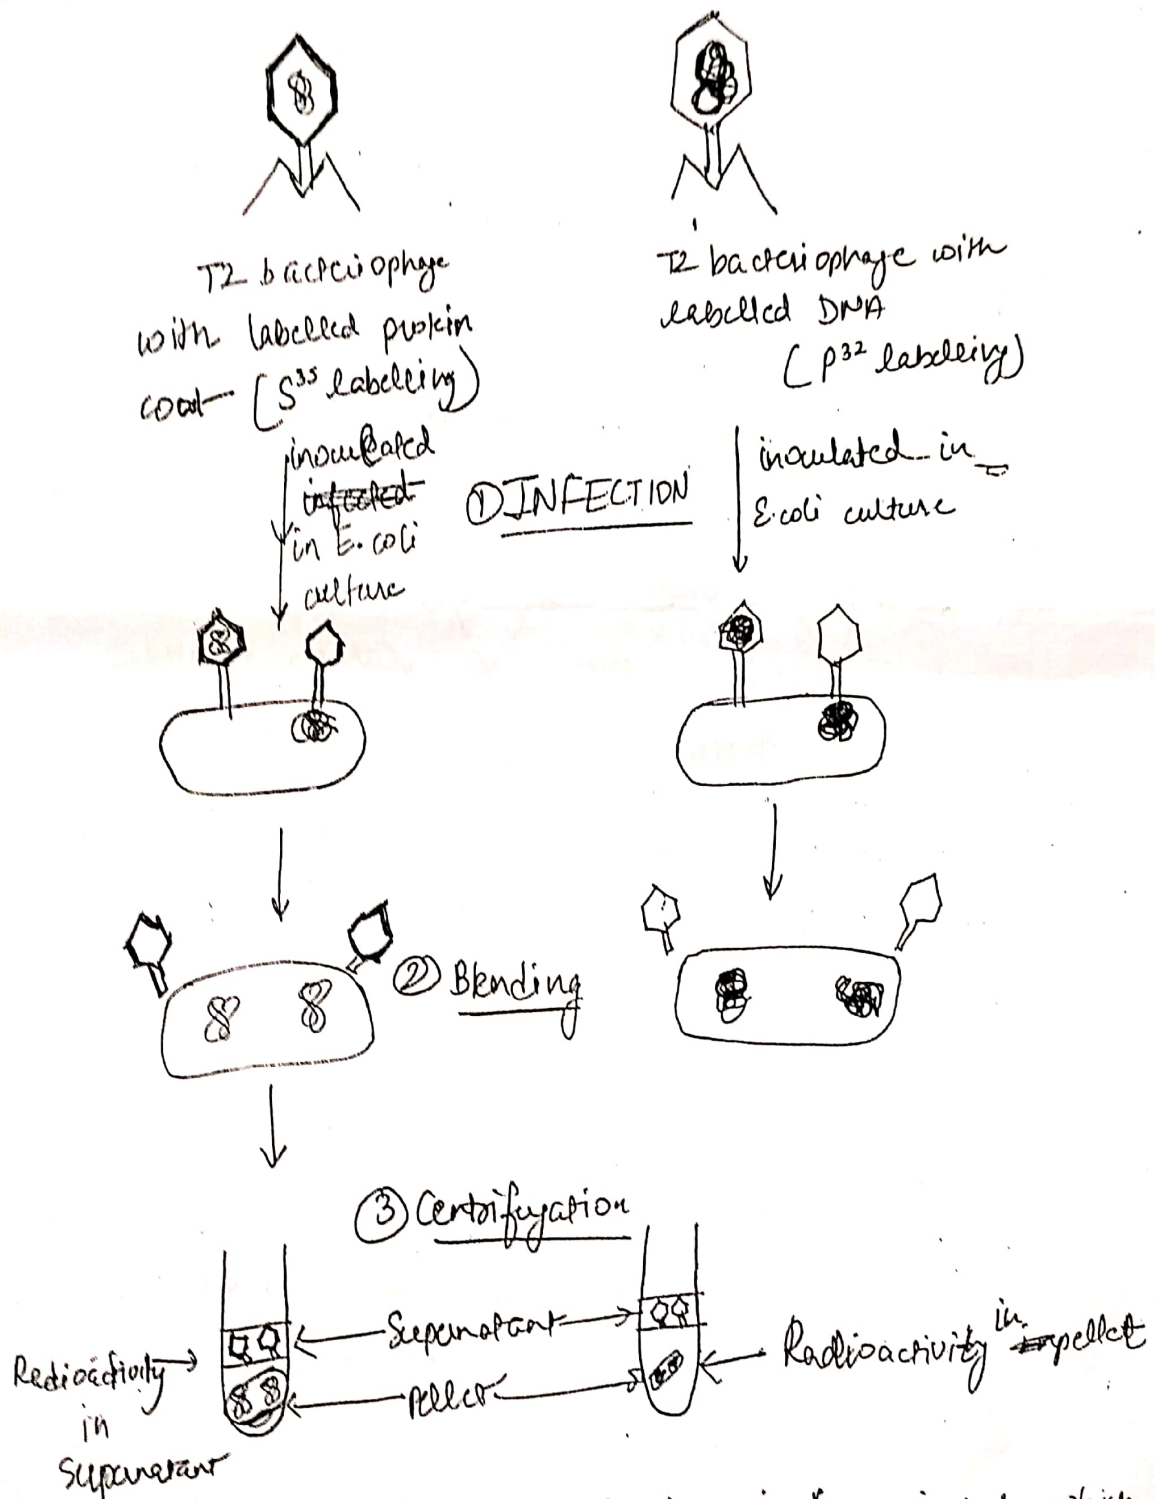 T2 bacteriophage
with labelled protein
coat (S³⁵ labelling)
T2 bacteriophage with
labelled DNA
(P³² labelling)
inoculated
infected
in E. coli
culture
① INFECTION
inoculated in
E. coli culture
② Blending
③ Centrifugation
Supernatant
Pellet
Radioactivity
in
Supernatant
Radioactivity in pellet